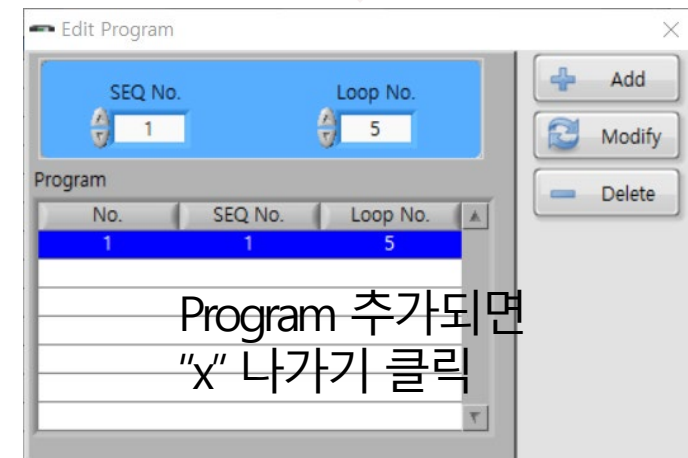 Edit Program
SEQ No. Loop No.
1 5
Add
Modify
Delete
Program
No. SEQ No. Loop No.
1 1 5
Program 추가되면
"x" 나가기 클릭